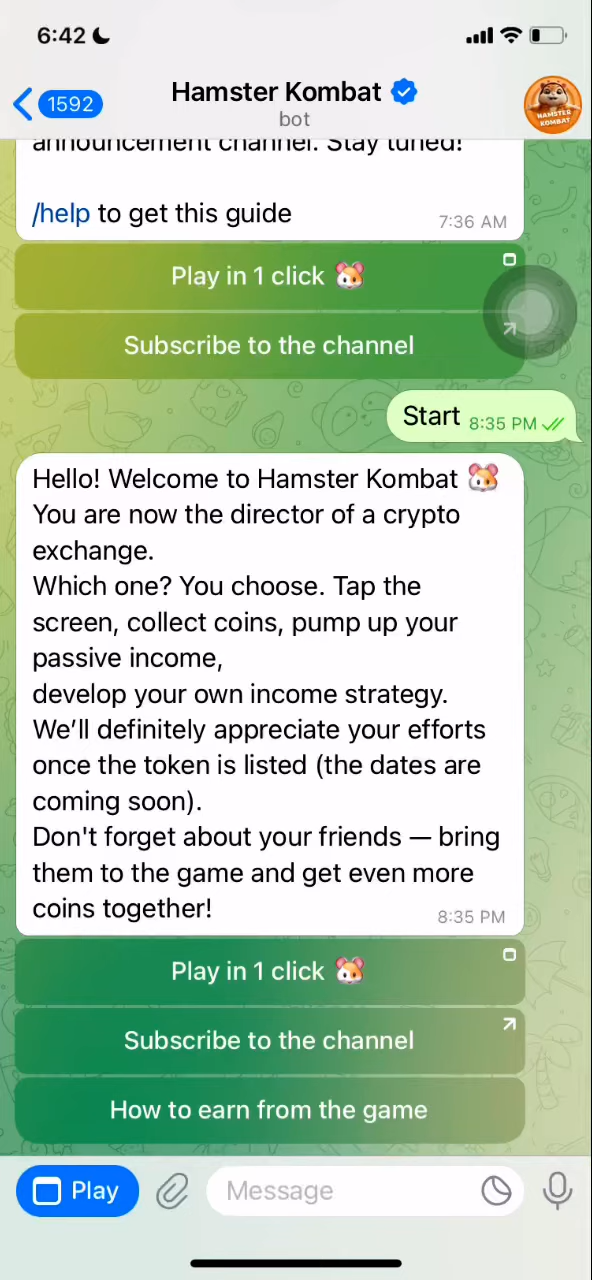 6:42
1592
Hamster Kombat
bot
HAMSTER
KOMBAT
announcement channel. Stay tuned!
/help to get this guide
7:36 AM
Play in 1 click 🐹
Subscribe to the channel
Start 8:35 PM
Hello! Welcome to Hamster Kombat 🐹
You are now the director of a crypto
exchange.
Which one? You choose. Tap the
screen, collect coins, pump up your
passive income,
develop your own income strategy.
We’ll definitely appreciate your efforts
once the token is listed (the dates are
coming soon).
Don't forget about your friends — bring
them to the game and get even more
coins together!
8:35 PM
Play in 1 click 🐹
Subscribe to the channel
How to earn from the game
Play
Message